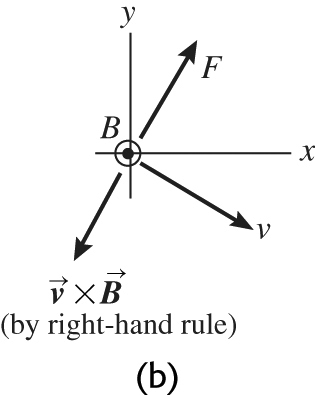 y
F
B
x
v
v⃗ × B⃗
(by right-hand rule)
(b)